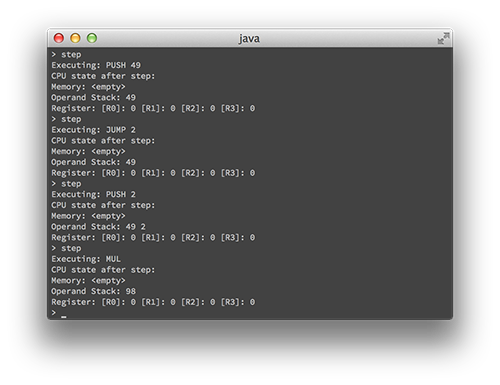 java
> step
Executing: PUSH 49
CPU state after step:
Memory: <empty>
Operand Stack: 49
Register: [R0]: 0 [R1]: 0 [R2]: 0 [R3]: 0
> step
Executing: JUMP 2
CPU state after step:
Memory: <empty>
Operand Stack: 49
Register: [R0]: 0 [R1]: 0 [R2]: 0 [R3]: 0
> step
Executing: PUSH 2
CPU state after step:
Memory: <empty>
Operand Stack: 49 2
Register: [R0]: 0 [R1]: 0 [R2]: 0 [R3]: 0
> step
Executing: MUL
CPU state after step:
Memory: <empty>
Operand Stack: 98
Register: [R0]: 0 [R1]: 0 [R2]: 0 [R3]: 0
> _